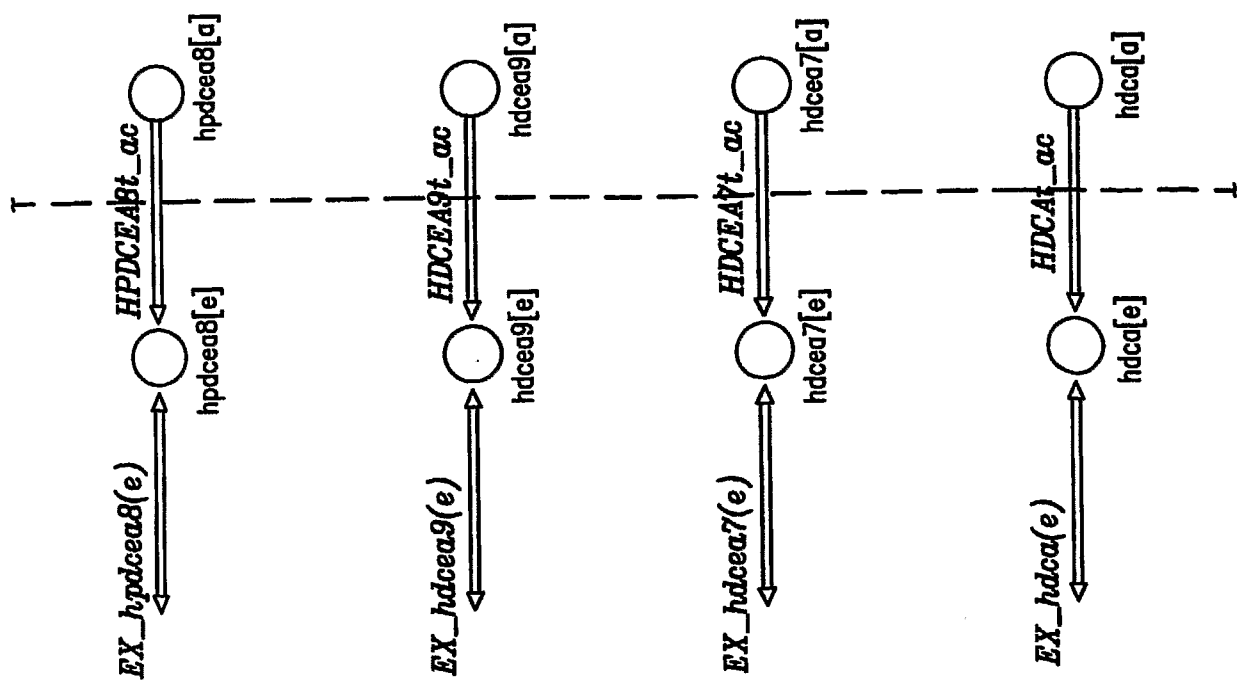 HPDCEA8t_ac
hpdcea8[a]
hpdcea8[e]
EX_hpdcea8(e)
HDCEA9t_ac
hdcea9[a]
hdcea9[e]
EX_hdcea9(e)
HDCEA7t_ac
hdcea7[a]
hdcea7[e]
EX_hdcea7(e)
HDCAt_ac
hdca[a]
hdca[e]
EX_hdca(e)